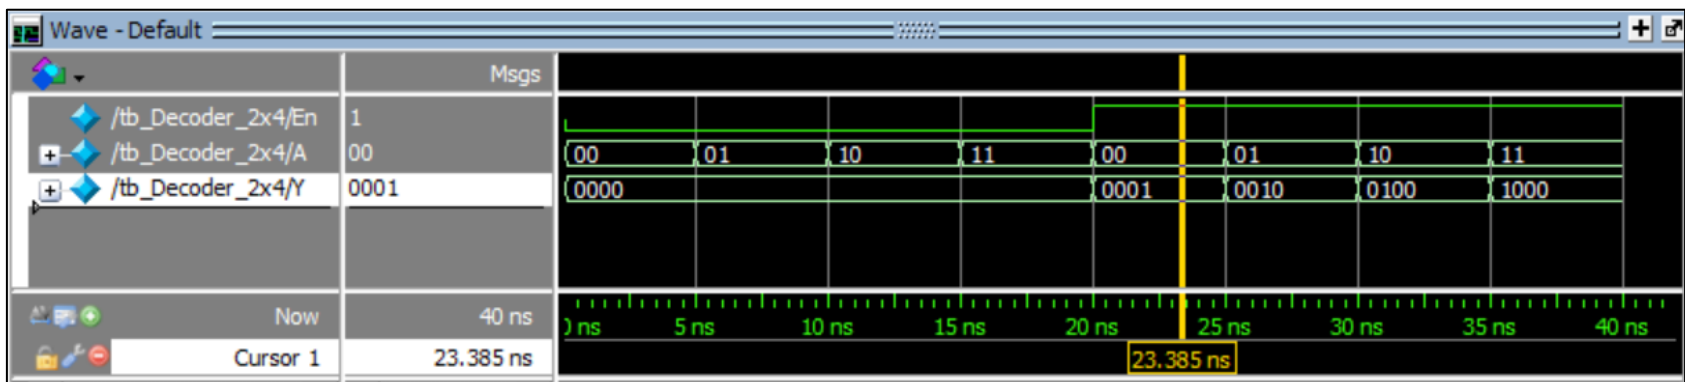 Wave - Default
Msgs
/tb_Decoder_2x4/En 1
/tb_Decoder_2x4/A 00 00 01 10 11 00 01 10 11
/tb_Decoder_2x4/Y 0001 0000 0001 0010 0100 1000
Now 40 ns 0 ns 5 ns 10 ns 15 ns 20 ns 25 ns 30 ns 35 ns 40 ns
Cursor 1 23.385 ns 23.385 ns